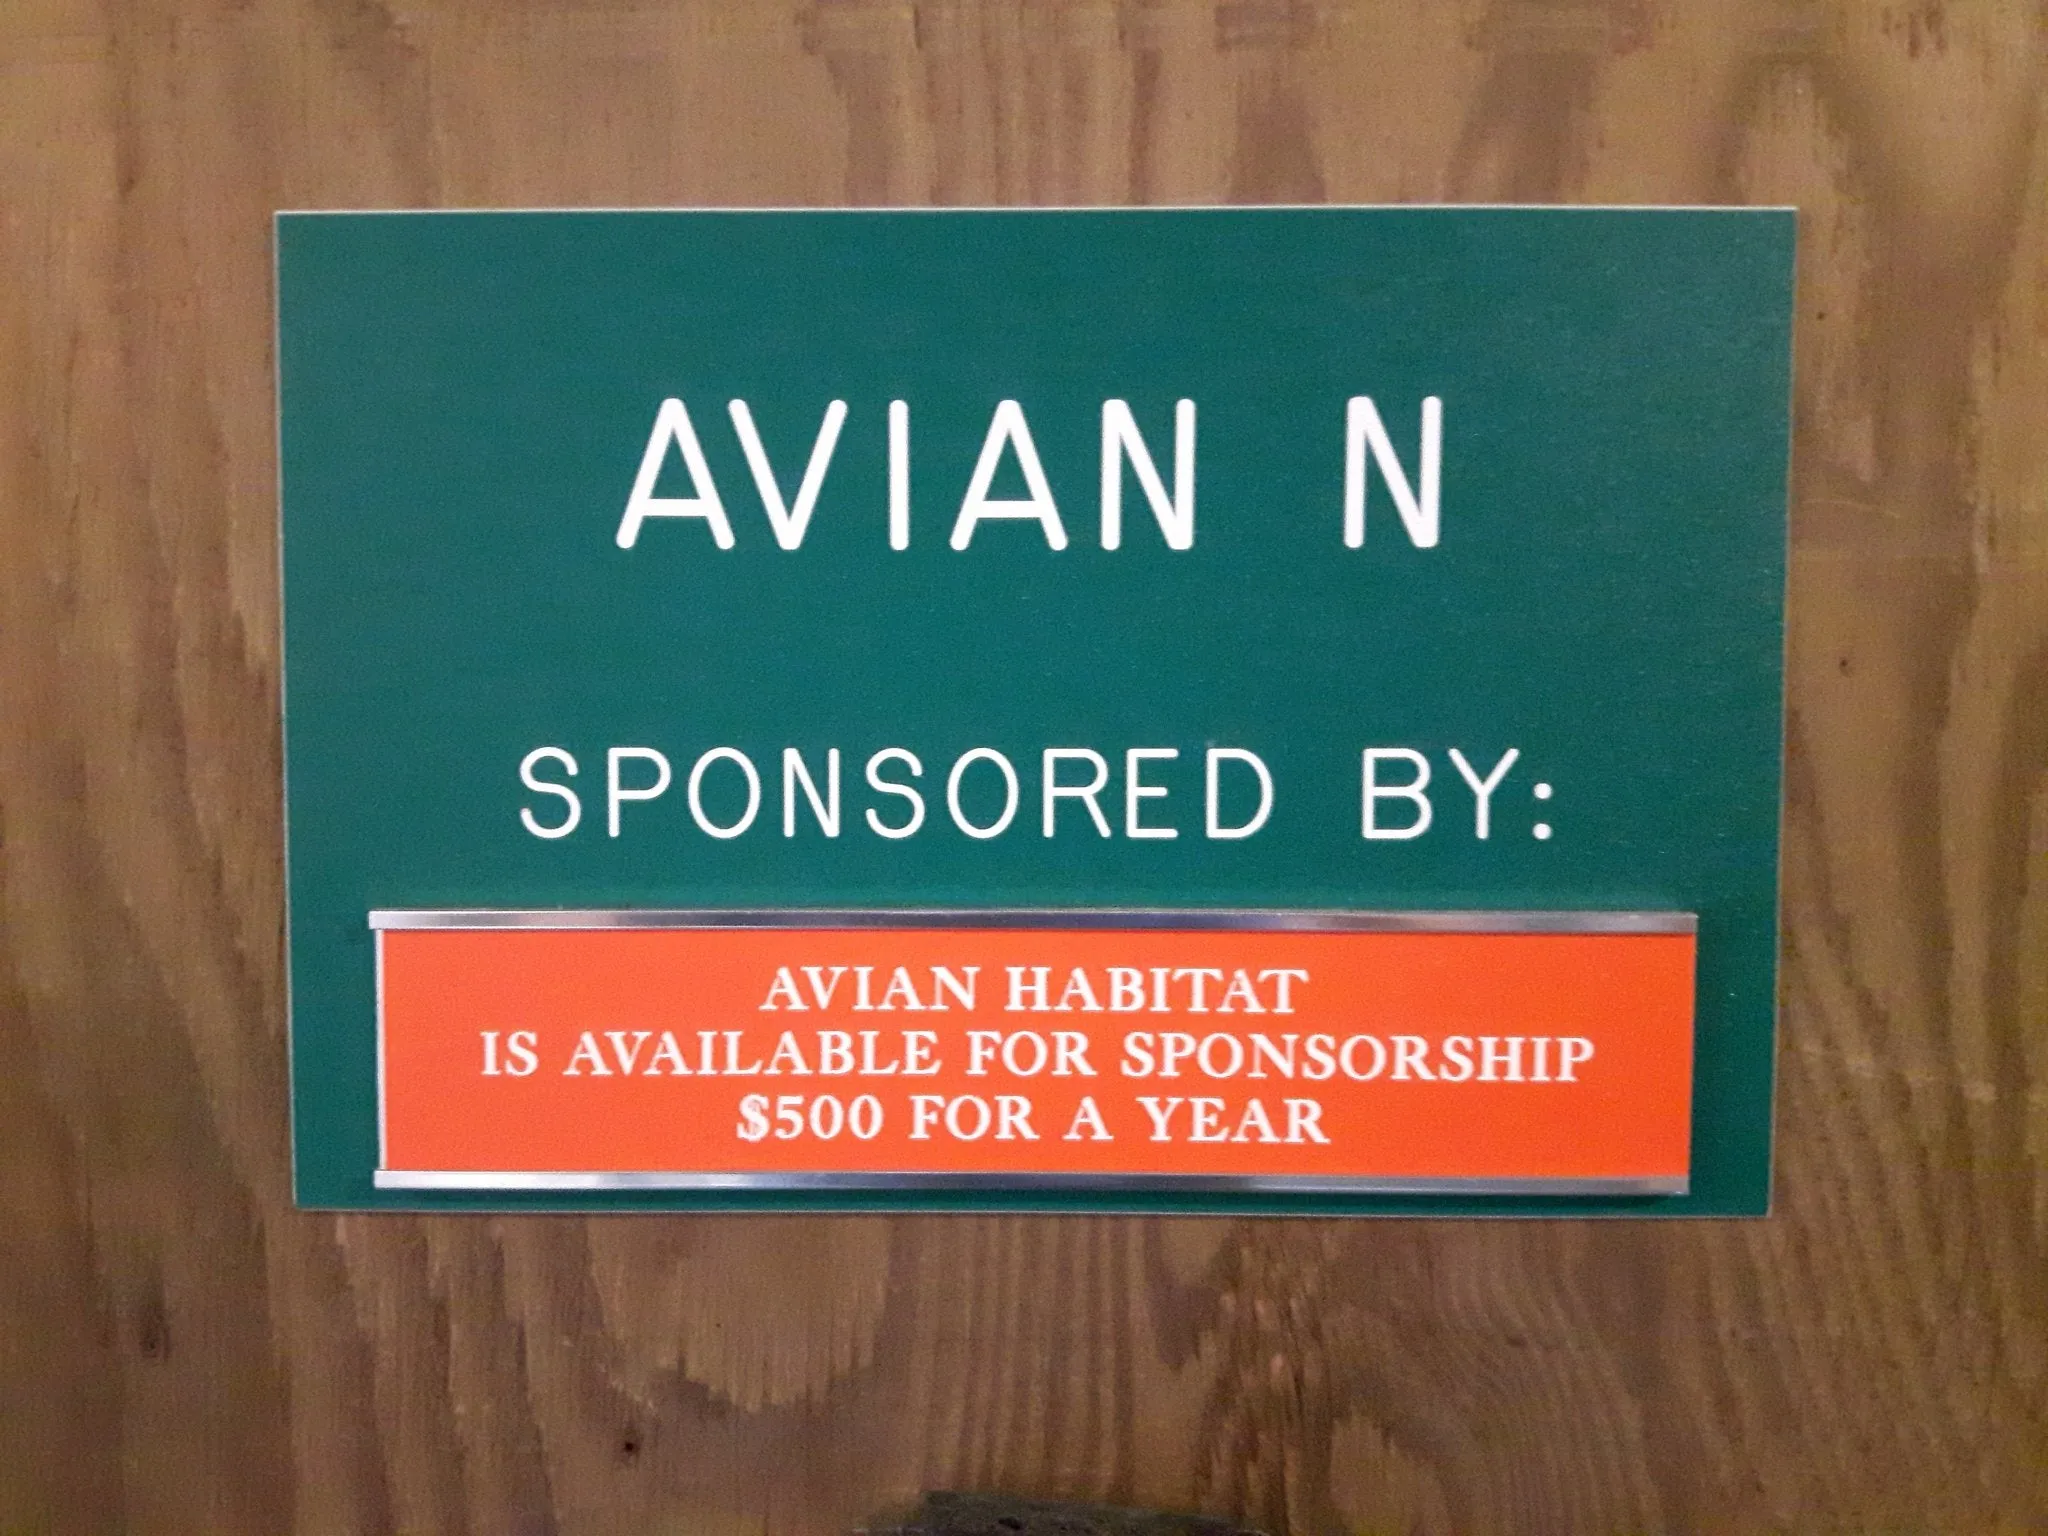 AVIAN N
SPONSORED BY:
AVIAN HABITAT
IS AVAILABLE FOR SPONSORSHIP
$500 FOR A YEAR